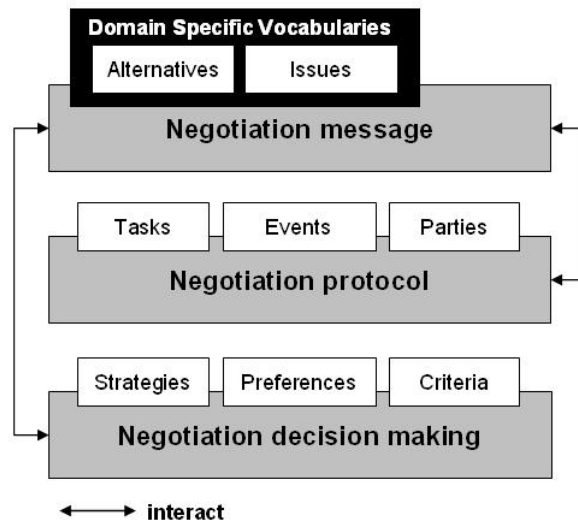 Domain Specific Vocabularies
Alternatives Issues
Negotiation message
Tasks Events Parties
Negotiation protocol
Strategies Preferences Criteria
Negotiation decision making
interact